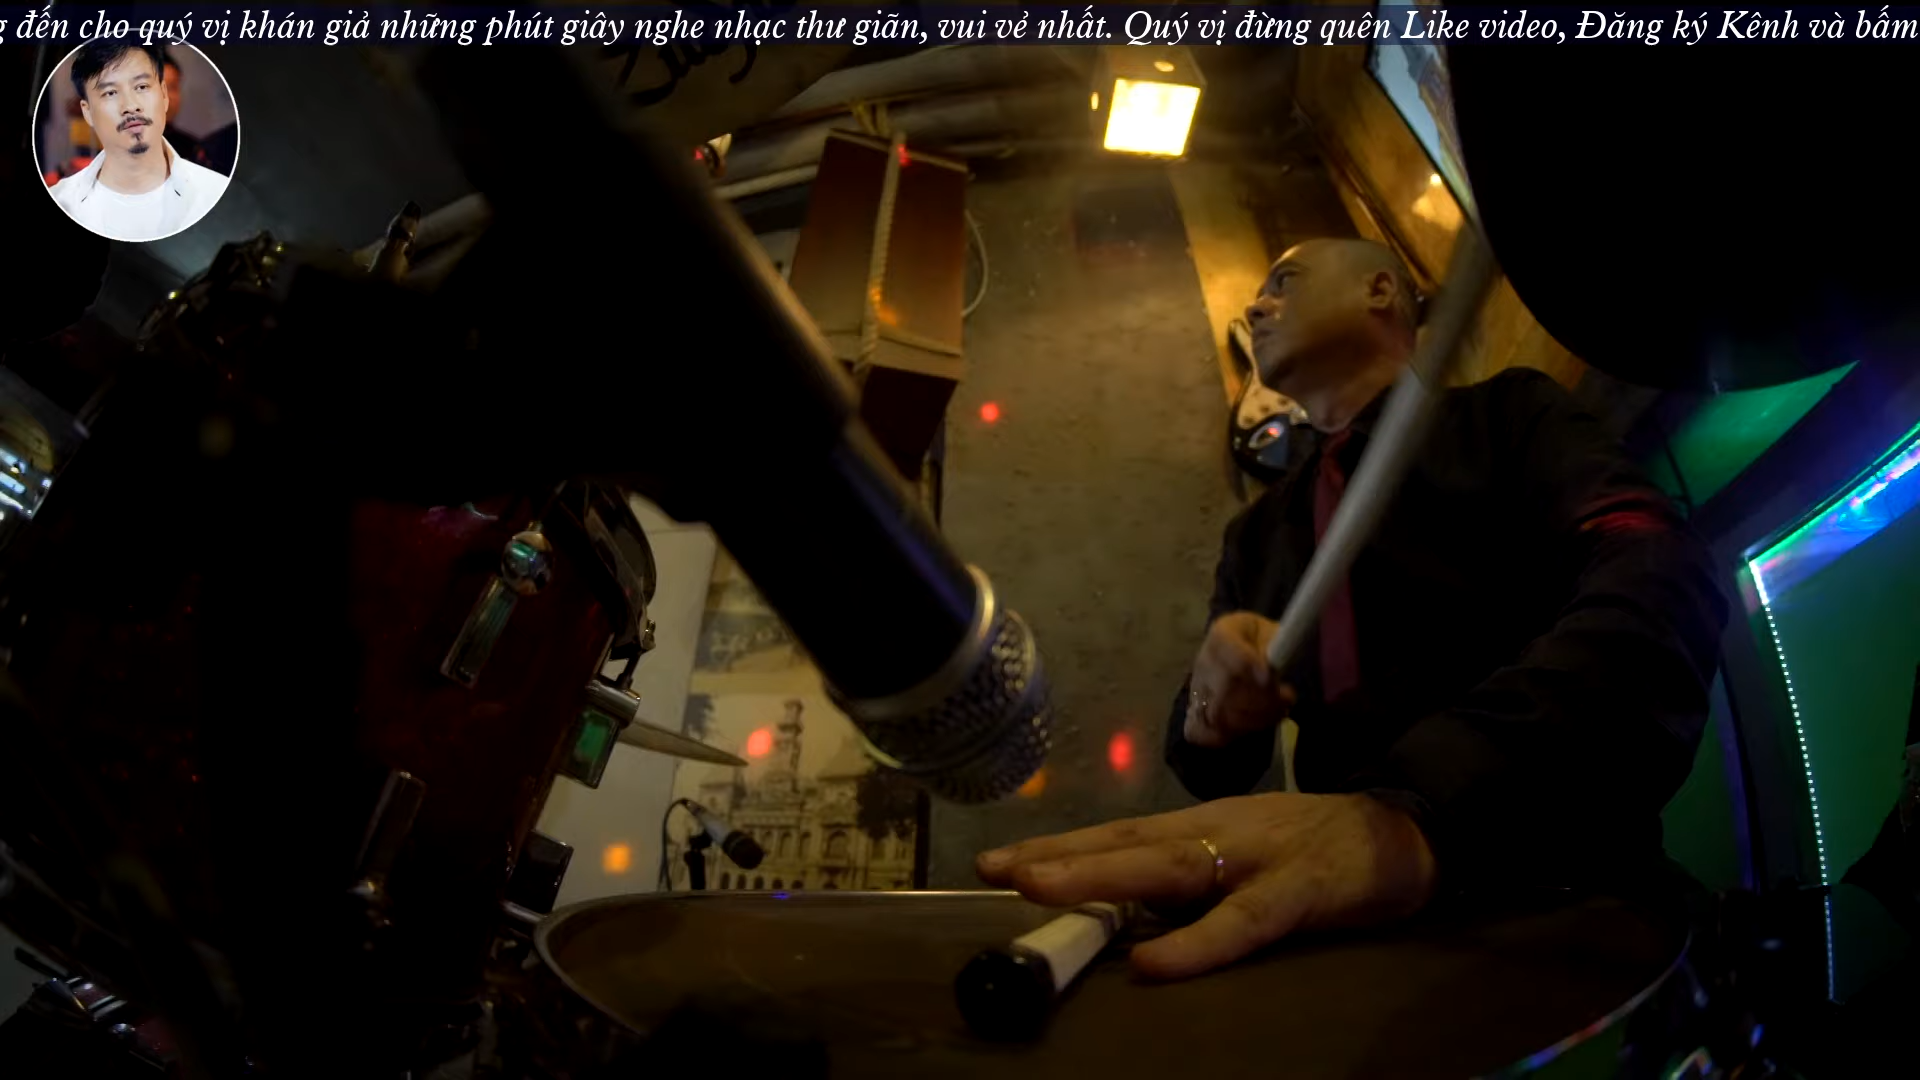 đến cho quý vị khán giả những phút giây nghe nhạc thư giãn, vui vẻ nhất. Quý vị đừng quên Like video, Đăng ký Kênh và bấm